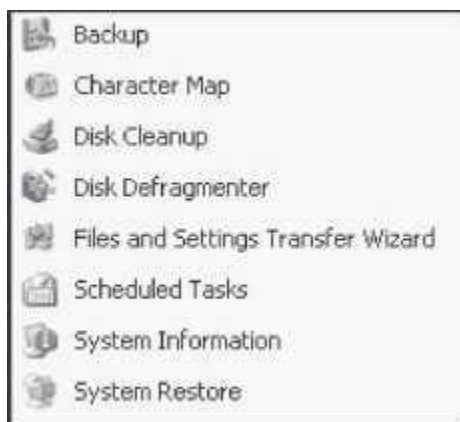 Backup
Character Map
Disk Cleanup
Disk Defragmenter
Files and Settings Transfer Wizard
Scheduled Tasks
System Information
System Restore